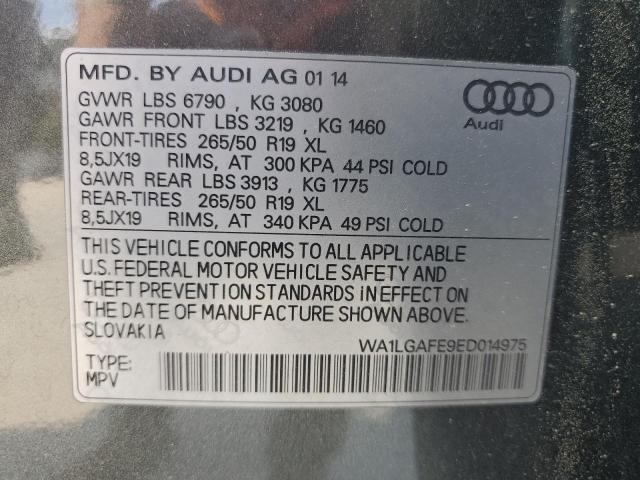 MFD. BY AUDI AG 01 14
GVWR LBS 6790 , KG 3080
GAWR FRONT LBS 3219 , KG 1460
FRONT-TIRES 265/50 R19 XL
8,5JX19 RIMS, AT 300 KPA 44 PSI COLD
GAWR REAR LBS 3913 , KG 1775
REAR-TIRES 265/50 R19 XL
8,5JX19 RIMS, AT 340 KPA 49 PSI COLD
Audi
THIS VEHICLE CONFORMS TO ALL APPLICABLE
U.S. FEDERAL MOTOR VEHICLE SAFETY AND
THEFT PREVENTION STANDARDS IN EFFECT ON
THE DATE OF MANUFACTURE SHOWN ABOVE.
SLOVAKIA
WA1LGAFE9ED014975
TYPE:
MPV